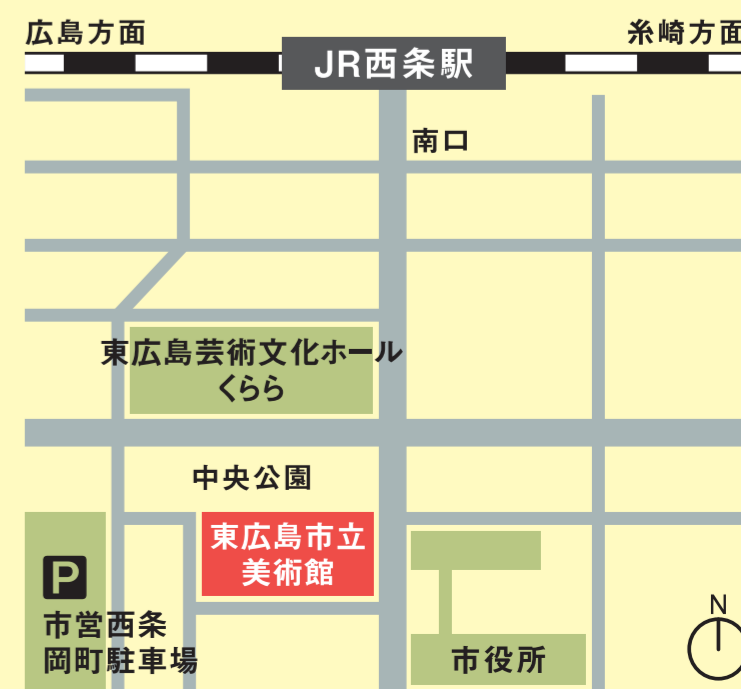 広島方面
糸崎方面
JR西条駅
南口
東広島芸術文化ホール
くらら
中央公園
東広島市立
美術館
P
市営西条
岡町駐車場
市役所
N